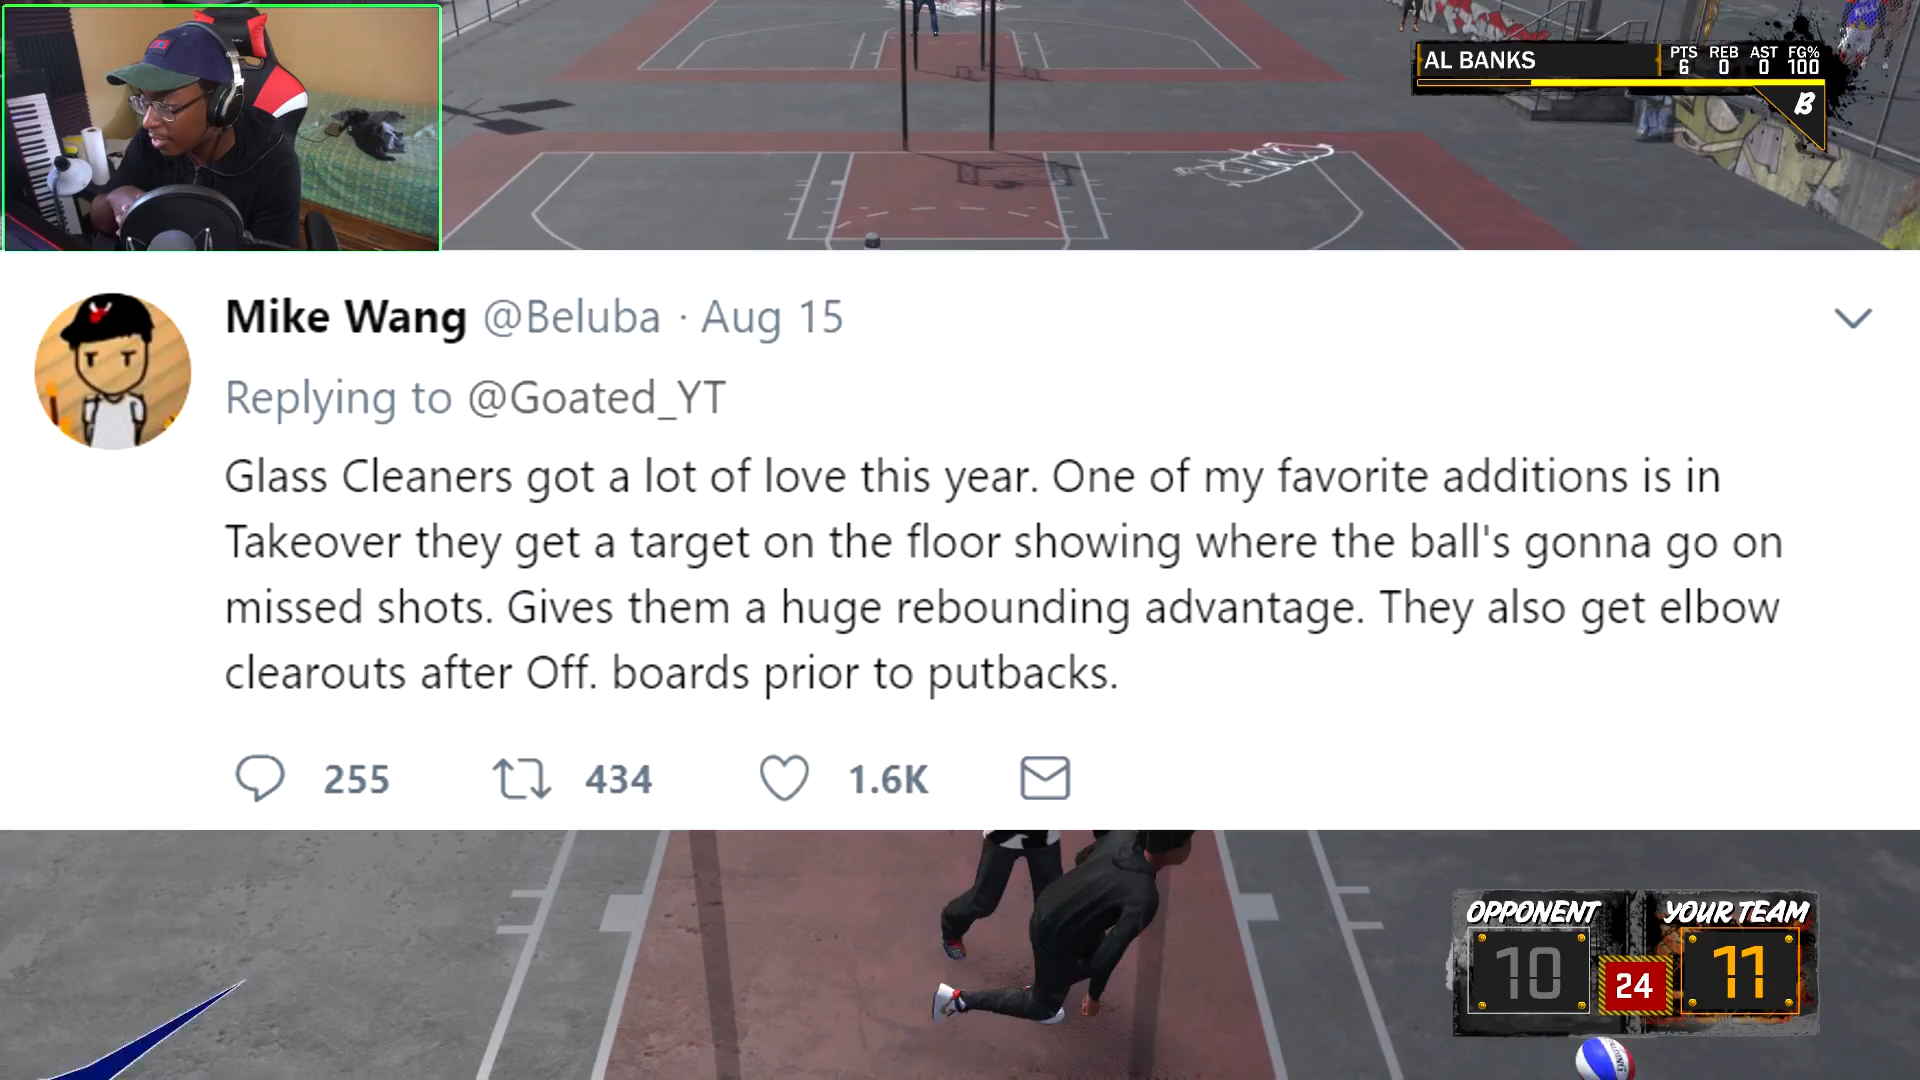 AL BANKS
PTS REB AST FG%
6 0 0 100
B
Mike Wang @Beluba · Aug 15
Replying to @Goated_YT
Glass Cleaners got a lot of love this year. One of my favorite additions is in
Takeover they get a target on the floor showing where the ball's gonna go on
missed shots. Gives them a huge rebounding advantage. They also get elbow
clearouts after Off. boards prior to putbacks.
255 434 1.6K
OPPONENT YOUR TEAM
10 24 11